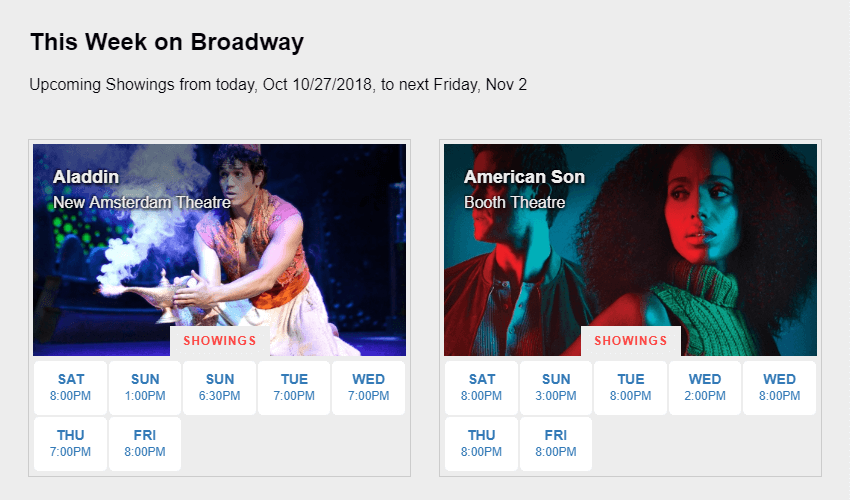 This Week on Broadway
Upcoming Showings from today, Oct 10/27/2018, to next Friday, Nov 2
Aladdin
New Amsterdam Theatre
SHOWINGS
SAT
8:00PM
SUN
1:00PM
SUN
6:30PM
TUE
7:00PM
WED
7:00PM
THU
7:00PM
FRI
8:00PM
American Son
Booth Theatre
SHOWINGS
SAT
8:00PM
SUN
3:00PM
TUE
8:00PM
WED
2:00PM
WED
8:00PM
THU
8:00PM
FRI
8:00PM